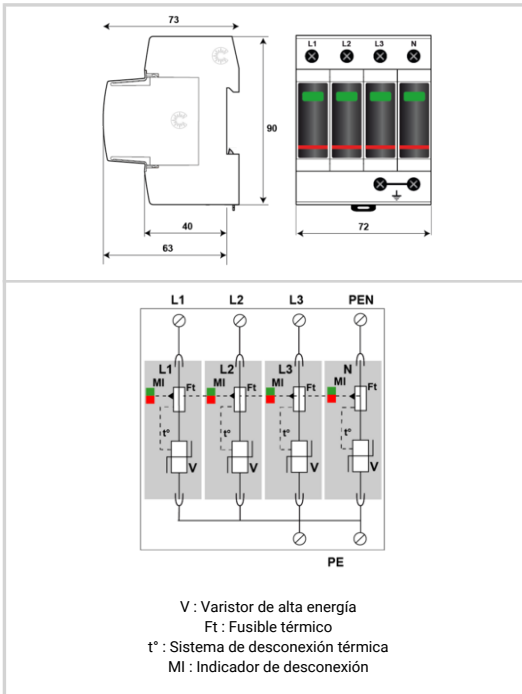 73
L1 L2 L3 N
90
40
63
72
L1 L2 L3 PEN
L1 L2 L3 N
MI Ft MI Ft MI Ft MI Ft
t° t° t° t°
V V V V
PE
V : Varistor de alta energía
Ft : Fusible térmico
t° : Sistema de desconexión térmica
MI : Indicador de desconexión